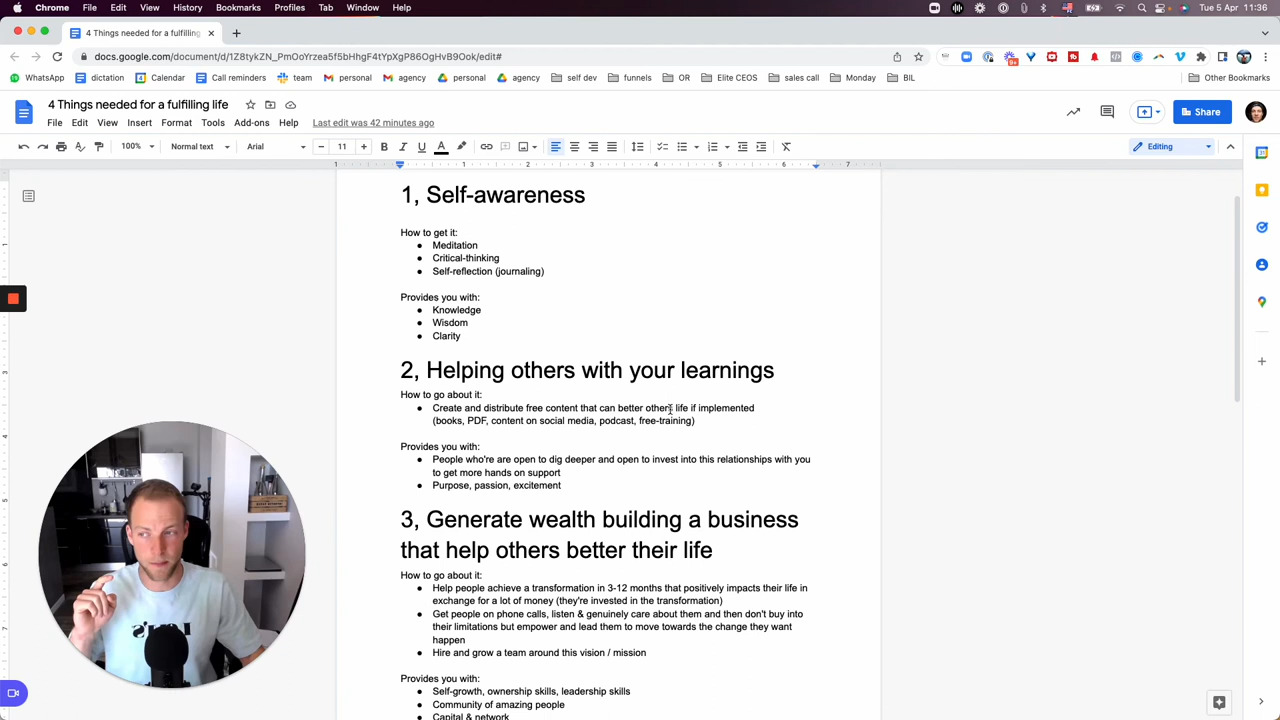 Chrome File Edit View History Bookmarks Profiles Tab Window Help Tue 5 Apr 11:36
4 Things needed for a fulfilling
docs.google.com/document/d/1Z8tykZN_PmOoYrzea5f5bHhgF4tYpXgP86OgHvB9Ook/edit#
9+
WhatsApp dictation Calendar Call reminders team personal agency personal agency self dev funnels OR Elite CEOS sales call Monday BIL Other Bookmarks
4 Things needed for a fulfilling life
Share
File Edit View Insert Format Tools Add-ons Help Last edit was 42 minutes ago
100% Normal text Arial 11 B I U A Editing
1 1 2 3 4 5 6 7
1, Self-awareness
How to get it:
● Meditation
● Critical-thinking
● Self-reflection (journaling)
Provides you with:
● Knowledge
● Wisdom
● Clarity
2, Helping others with your learnings
How to go about it:
● Create and distribute free content that can better others life if implemented
(books, PDF, content on social media, podcast, free-training)
Provides you with:
● People who're are open to dig deeper and open to invest into this relationships with you
to get more hands on support
● Purpose, passion, excitement
3, Generate wealth building a business
that help others better their life
How to go about it:
● Help people achieve a transformation in 3-12 months that positively impacts their life in
exchange for a lot of money (they're invested in the transformation)
● Get people on phone calls, listen & genuinely care about them and then don't buy into
their limitations but empower and lead them to move towards the change they want
happen
● Hire and grow a team around this vision / mission
Provides you with:
● Self-growth, ownership skills, leadership skills
● Community of amazing people
● Capital & network